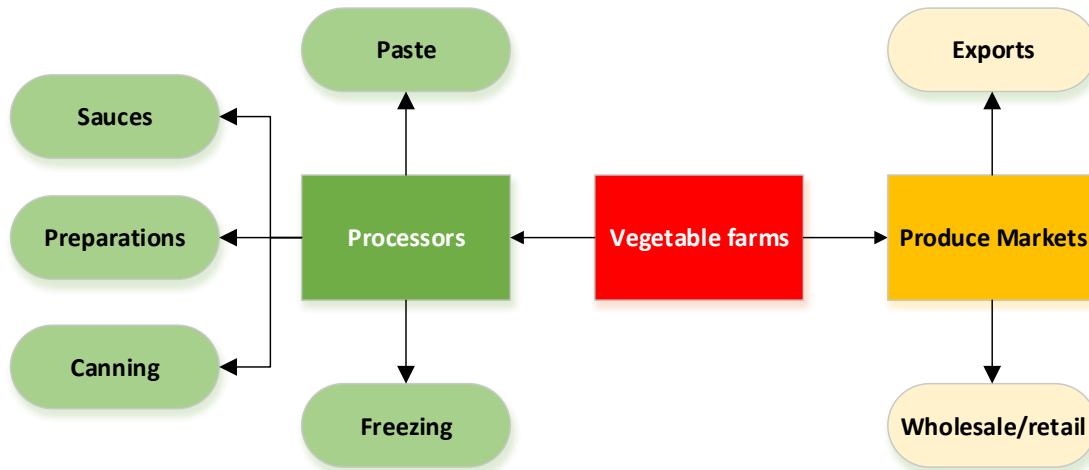 Paste
Exports
Sauces
Preparations
Processors
Vegetable farms
Produce Markets
Canning
Freezing
Wholesale/retail